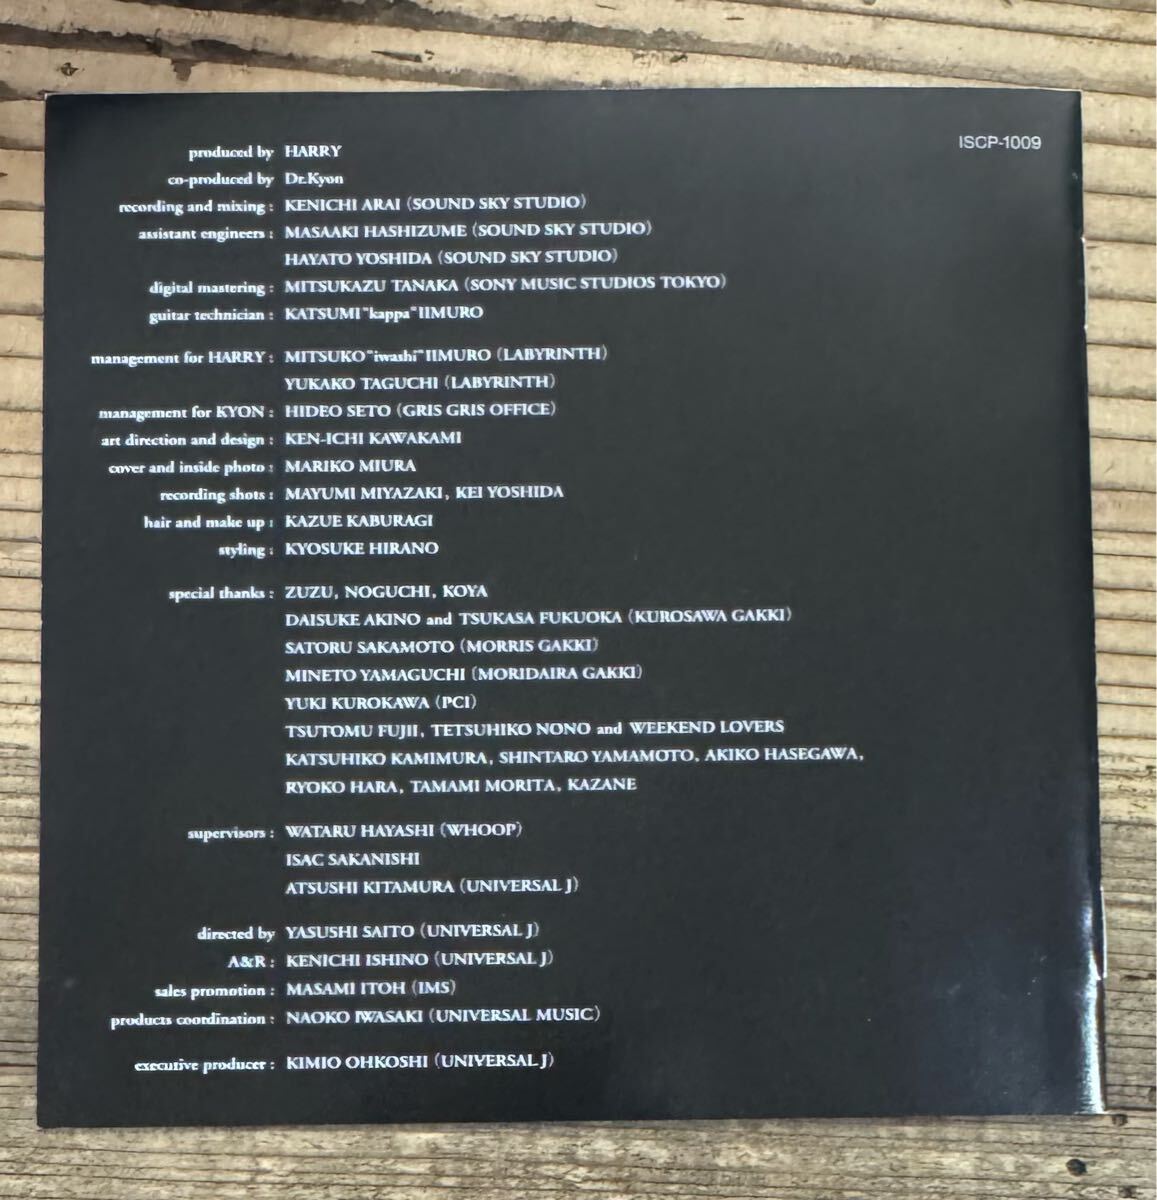 ISCP-1009
produced by HARRY
co-produced by Dr.Kyon
recording and mixing : KENICHI ARAI (SOUND SKY STUDIO)
assistant engineers : MASAAKI HASHIZUME (SOUND SKY STUDIO)
HAYATO YOSHIDA (SOUND SKY STUDIO)
digital mastering : MITSUKAZU TANAKA (SONY MUSIC STUDIOS TOKYO)
guitar technician : KATSUMI "kappa" IIMURO
management for HARRY : MITSUKO "iwashi" IIMURO (LABYRINTH)
YUKAKO TAGUCHI (LABYRINTH)
management for KYON : HIDEO SETO (GRIS GRIS OFFICE)
art direction and design : KEN-ICHI KAWAKAMI
cover and inside photo : MARIKO MIURA
recording shots : MAYUMI MIYAZAKI, KEI YOSHIDA
hair and make up : KAZUE KABURAGI
styling : KYOSUKE HIRANO
special thanks : ZUZU, NOGUCHI, KOYA
DAISUKE AKINO and TSUKASA FUKUOKA (KUROSAWA GAKKI)
SATORU SAKAMOTO (MORRIS GAKKI)
MINETO YAMAGUCHI (MORIDAIRA GAKKI)
YUKI KUROKAWA (PCI)
TSUTOMU FUJII, TETSUHIKO NONO and WEEKEND LOVERS
KATSUHIKO KAMIMURA, SHINTARO YAMAMOTO, AKIKO HASEGAWA,
RYOKO HARA, TAMAMI MORITA, KAZANE
supervisors : WATARU HAYASHI (WHOOP)
ISAC SAKANISHI
ATSUSHI KITAMURA (UNIVERSAL J)
directed by YASUSHI SAITO (UNIVERSAL J)
A&R : KENICHI ISHINO (UNIVERSAL J)
sales promotion : MASAMI ITOH (IMS)
products coordination : NAOKO IWASAKI (UNIVERSAL MUSIC)
executive producer : KIMIO OHKOSHI (UNIVERSAL J)